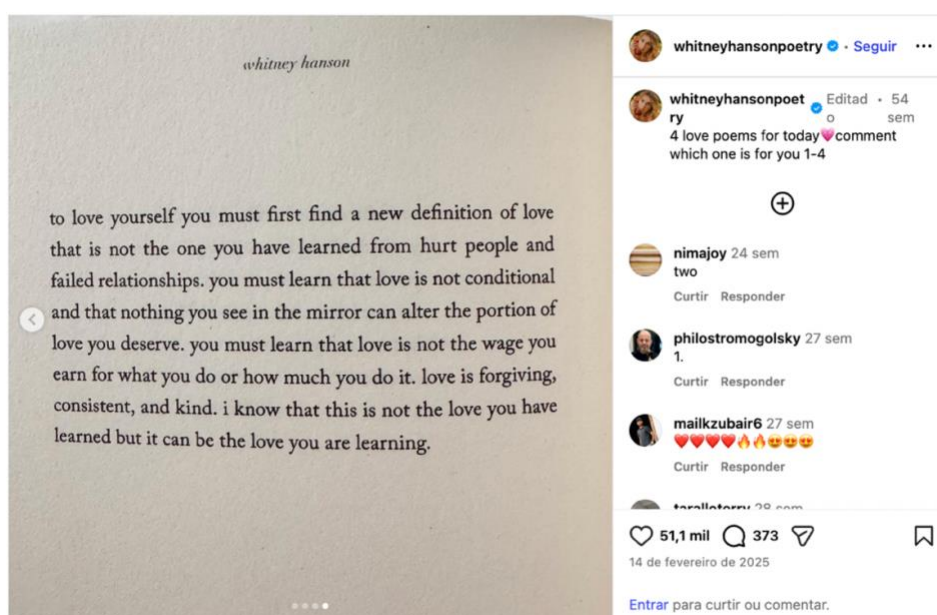 whitney hanson
to love yourself you must first find a new definition of love
that is not the one you have learned from hurt people and
failed relationships. you must learn that love is not conditional
and that nothing you see in the mirror can alter the portion of
love you deserve. you must learn that love is not the wage you
earn for what you do or how much you do it. love is forgiving,
consistent, and kind. i know that this is not the love you have
learned but it can be the love you are learning.
whitneyhansonpoetry · Seguir
whitneyhansonpoet Editad · 54
ry o sem
4 love poems for today💗comment
which one is for you 1-4
nimajoy 24 sem
two
Curtir Responder
philostromogolsky 27 sem
1.
Curtir Responder
mailkzubair6 27 sem
❤️❤️❤️❤️🔥🔥😍😍😍
Curtir Responder
51,1 mil 373
14 de fevereiro de 2025
Entrar para curtir ou comentar.